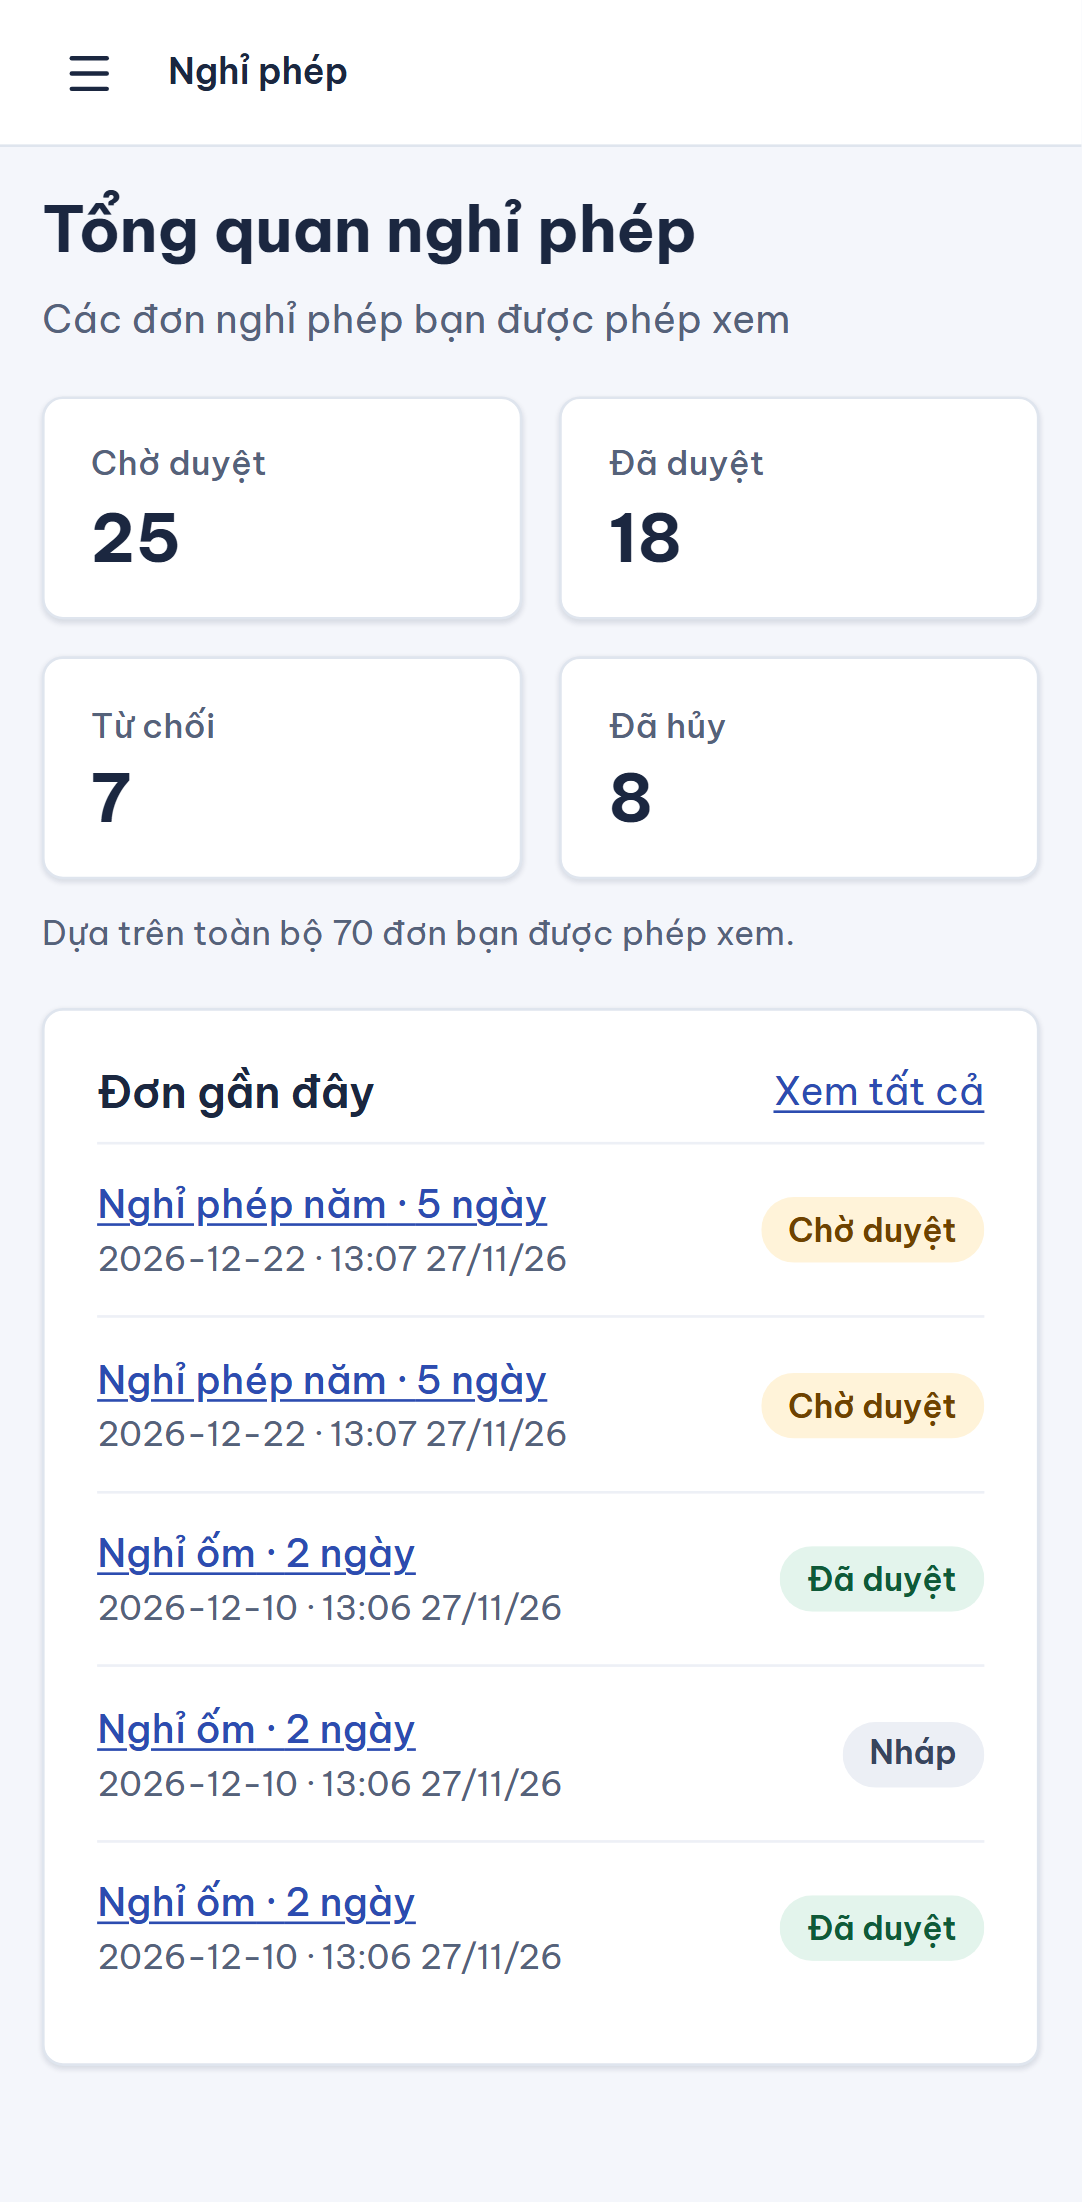 Nghỉ phép
Tổng quan nghỉ phép
Các đơn nghỉ phép bạn được phép xem
Chờ duyệt
25
Đã duyệt
18
Từ chối
7
Đã hủy
8
Dựa trên toàn bộ 70 đơn bạn được phép xem.
Đơn gần đây
Xem tất cả
Nghỉ phép năm · 5 ngày
2026-12-22 · 13:07 27/11/26
Chờ duyệt
Nghỉ phép năm · 5 ngày
2026-12-22 · 13:07 27/11/26
Chờ duyệt
Nghỉ ốm · 2 ngày
2026-12-10 · 13:06 27/11/26
Đã duyệt
Nghỉ ốm · 2 ngày
2026-12-10 · 13:06 27/11/26
Nháp
Nghỉ ốm · 2 ngày
2026-12-10 · 13:06 27/11/26
Đã duyệt